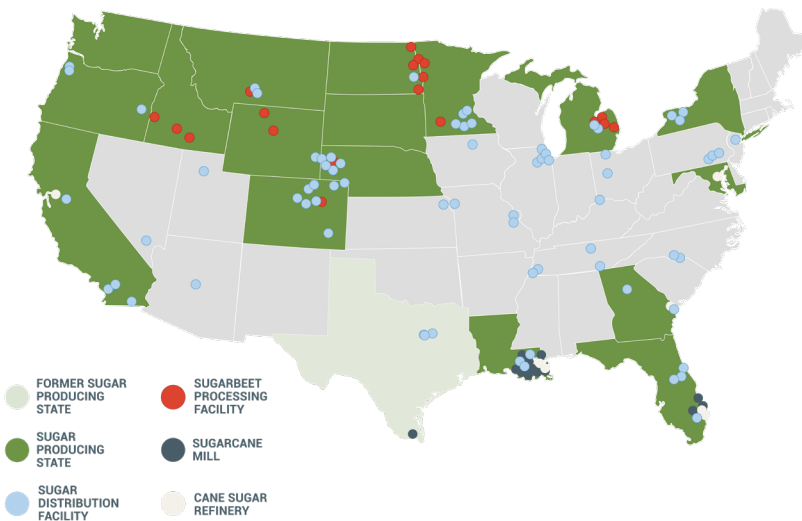 FORMER SUGAR
PRODUCING
STATE
SUGARBEET
PROCESSING
FACILITY
SUGAR
PRODUCING
STATE
SUGARCANE
MILL
SUGAR
DISTRIBUTION
FACILITY
CANE SUGAR
REFINERY